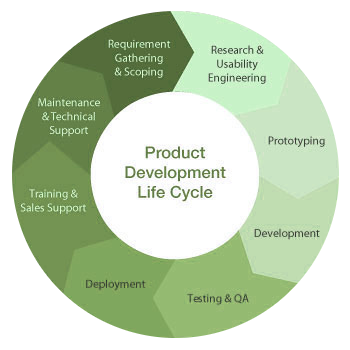 Requirement
Gathering
& Scoping
Research &
Usability
Engineering
Prototyping
Development
Testing & QA
Deployment
Training &
Sales Support
Maintenance
& Technical
Support
Product
Development
Life Cycle